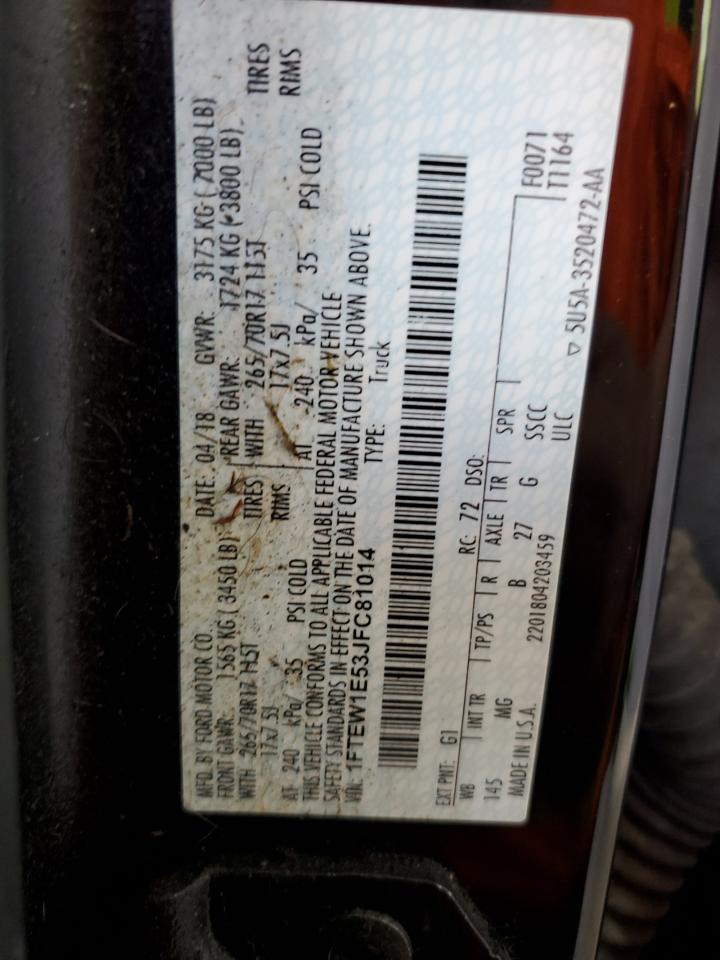 MFD. BY FORD MOTOR CO. DATE: 04/18 GVWR: 3175 KG ( 7000 LB)
FRONT GAWR: 1565 KG ( 3450 LB) REAR GAWR: 1724 KG ( 3800 LB)
WITH 265/70R17 115T TIRES WITH 265/70R17 115T TIRES
17x7.5J RIMS 17x7.5J RIMS
AT 240 kPa/ 35 PSI COLD AT 240 kPa/ 35 PSI COLD
THIS VEHICLE CONFORMS TO ALL APPLICABLE FEDERAL MOTOR VEHICLE
SAFETY STANDARDS IN EFFECT ON THE DATE OF MANUFACTURE SHOWN ABOVE.
VIN: 1FTEW1E53JFC81014 TYPE: Truck
EXT PNT: G1 RC: 72 DSO: F0071
WB INT TR TP/PS R AXLE TR SPR T1164
145 MG B 27 G SSCC
MADE IN U.S.A. 2201804203459 ULC ▽ 5U5A-3520472-AA